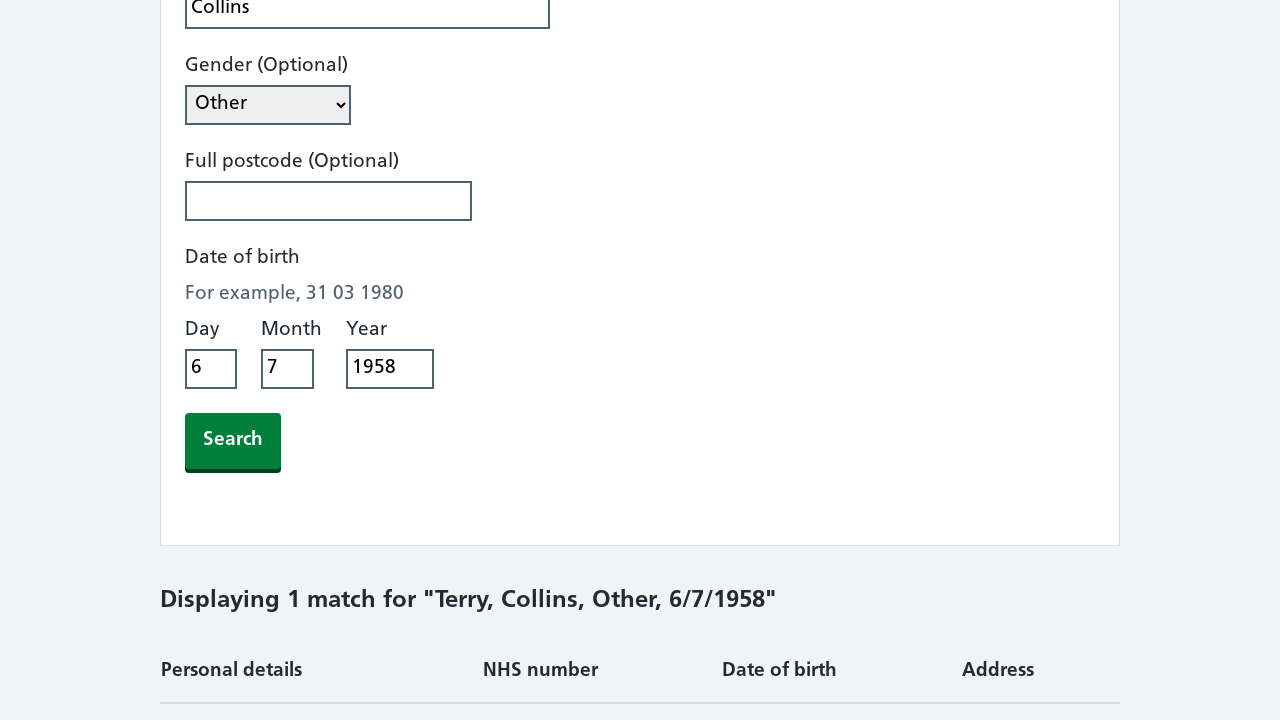 Collins
Gender (Optional)
Other
Full postcode (Optional)
Date of birth
For example, 31 03 1980
Day Month Year
6 7 1958
Search
Displaying 1 match for "Terry, Collins, Other, 6/7/1958"
Personal details NHS number Date of birth Address